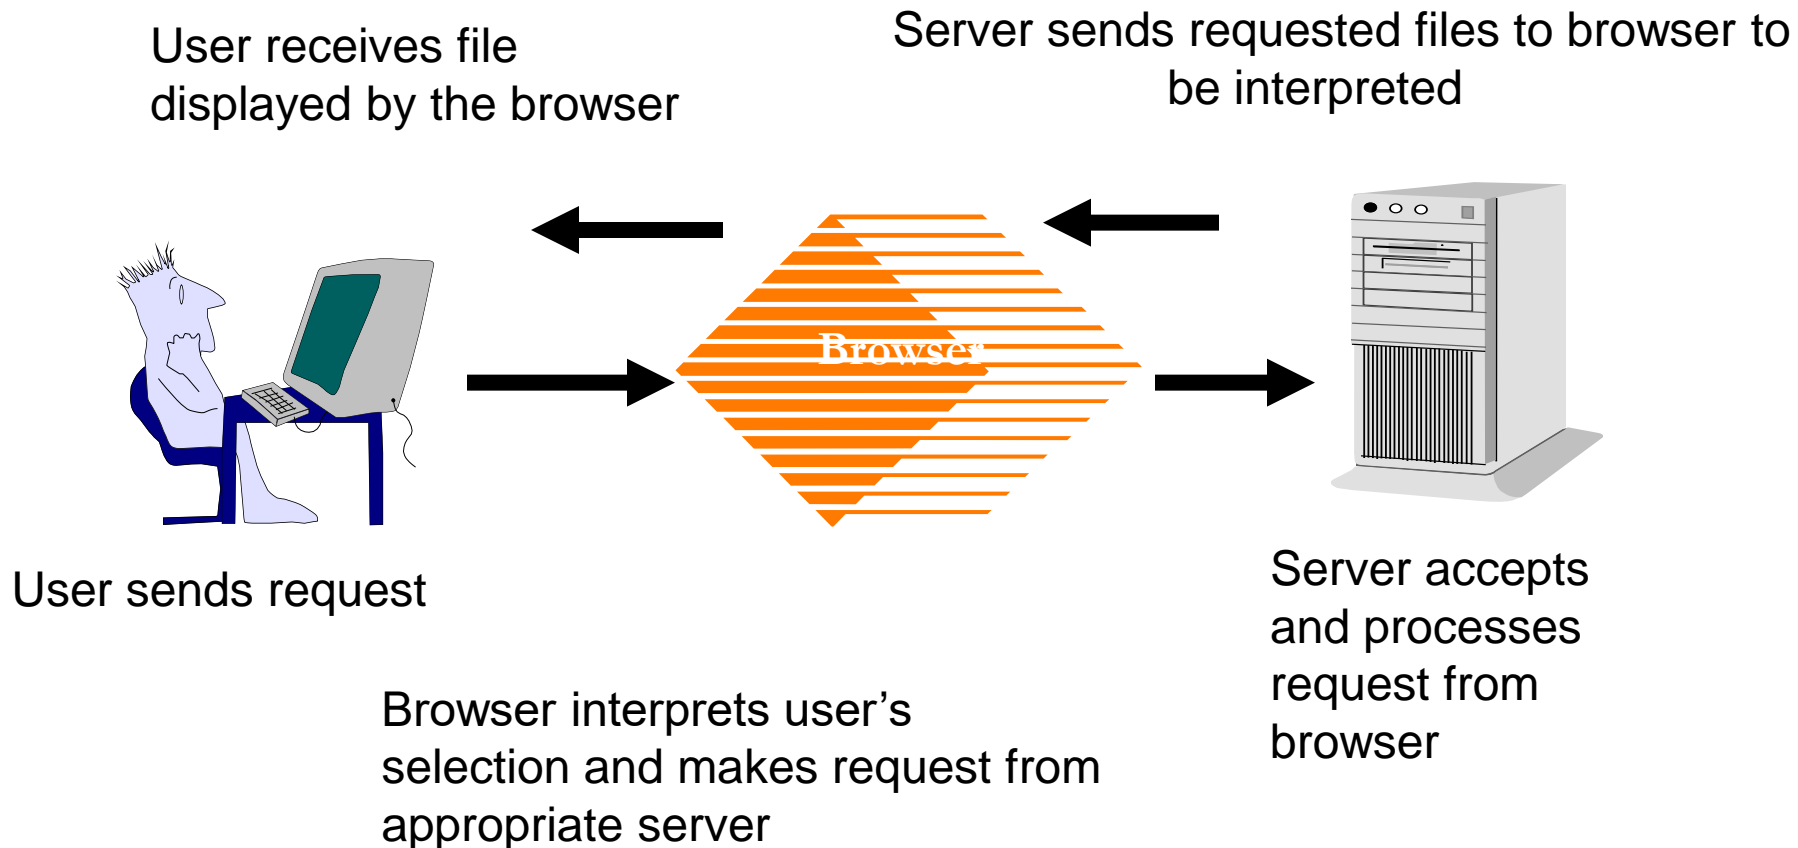 User receives file
displayed by the browser
Server sends requested files to browser to
be interpreted
Browser
User sends request
Server accepts
and processes
request from
browser
Browser interprets user’s
selection and makes request from
appropriate server